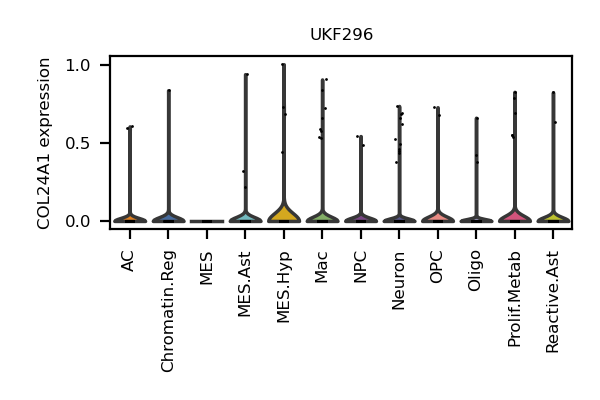 UKF296
COL24A1 expression
1.0
0.5
0.0
AC
Chromatin.Reg
MES
MES.Ast
MES.Hyp
Mac
NPC
Neuron
OPC
Oligo
Prolif.Metab
Reactive.Ast